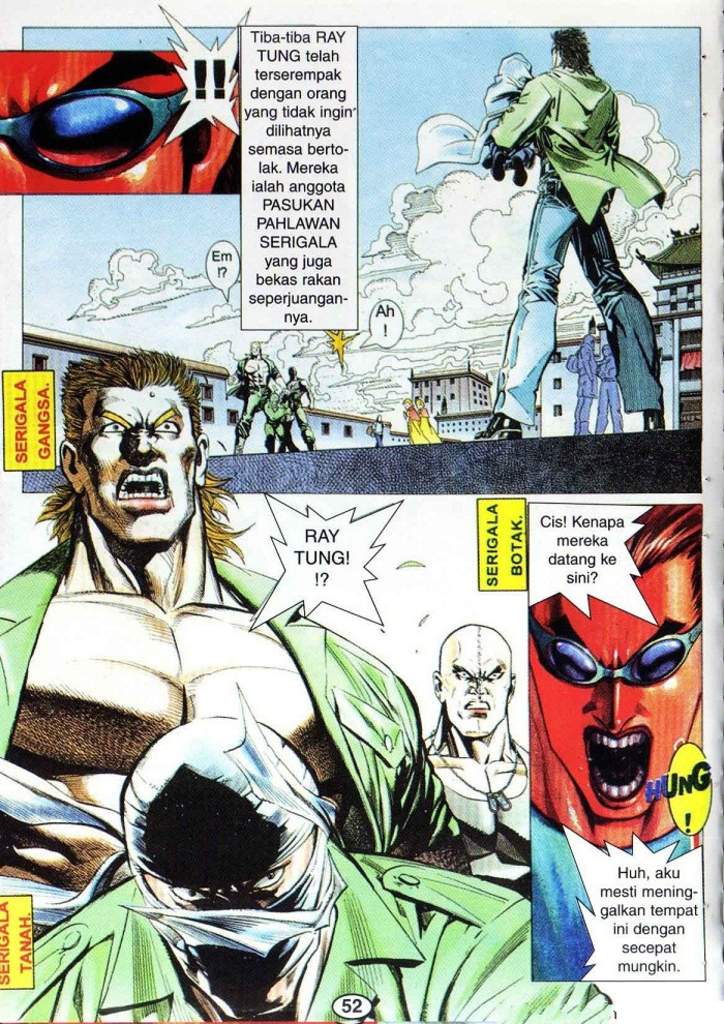 !!
Tiba-tiba RAY
TUNG telah
terserempak
dengan orang
yang tidak ingin
dilihatnya
semasa berto-
lak. Mereka
ialah anggota
PASUKAN
PAHLAWAN
SERIGALA
yang juga
bekas rakan
seperjuangan-
nya.
Em
!?
Ah
!
SERIGALA
GANGSA.
RAY
TUNG!
!?
SERIGALA
BOTAK.
Cis! Kenapa
mereka
datang ke
sini?
HUNG
!
Huh, aku
mesti mening-
galkan tempat
ini dengan
secepat
mungkin.
SERIGALA
TANAH.
52